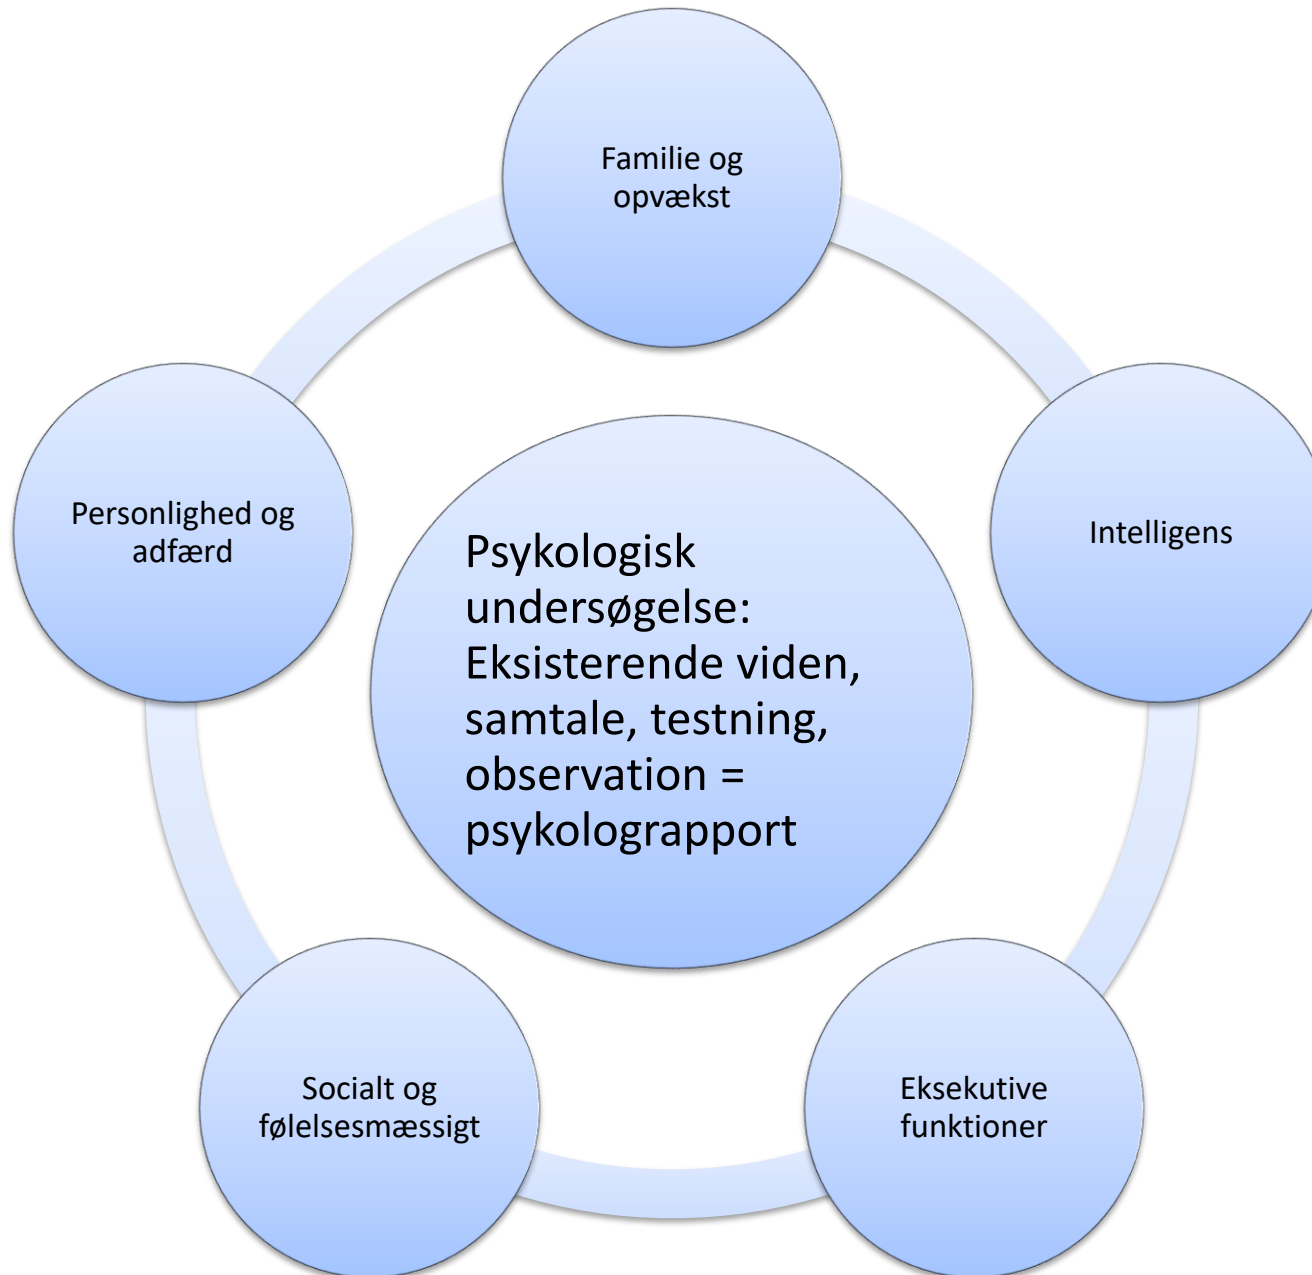 Familie og
opvækst
Personlighed og
adfærd
Intelligens
Psykologisk
undersøgelse:
Eksisterende viden,
samtale, testning,
observation =
psykolograpport
Socialt og
følelsesmæssigt
Eksekutive
funktioner